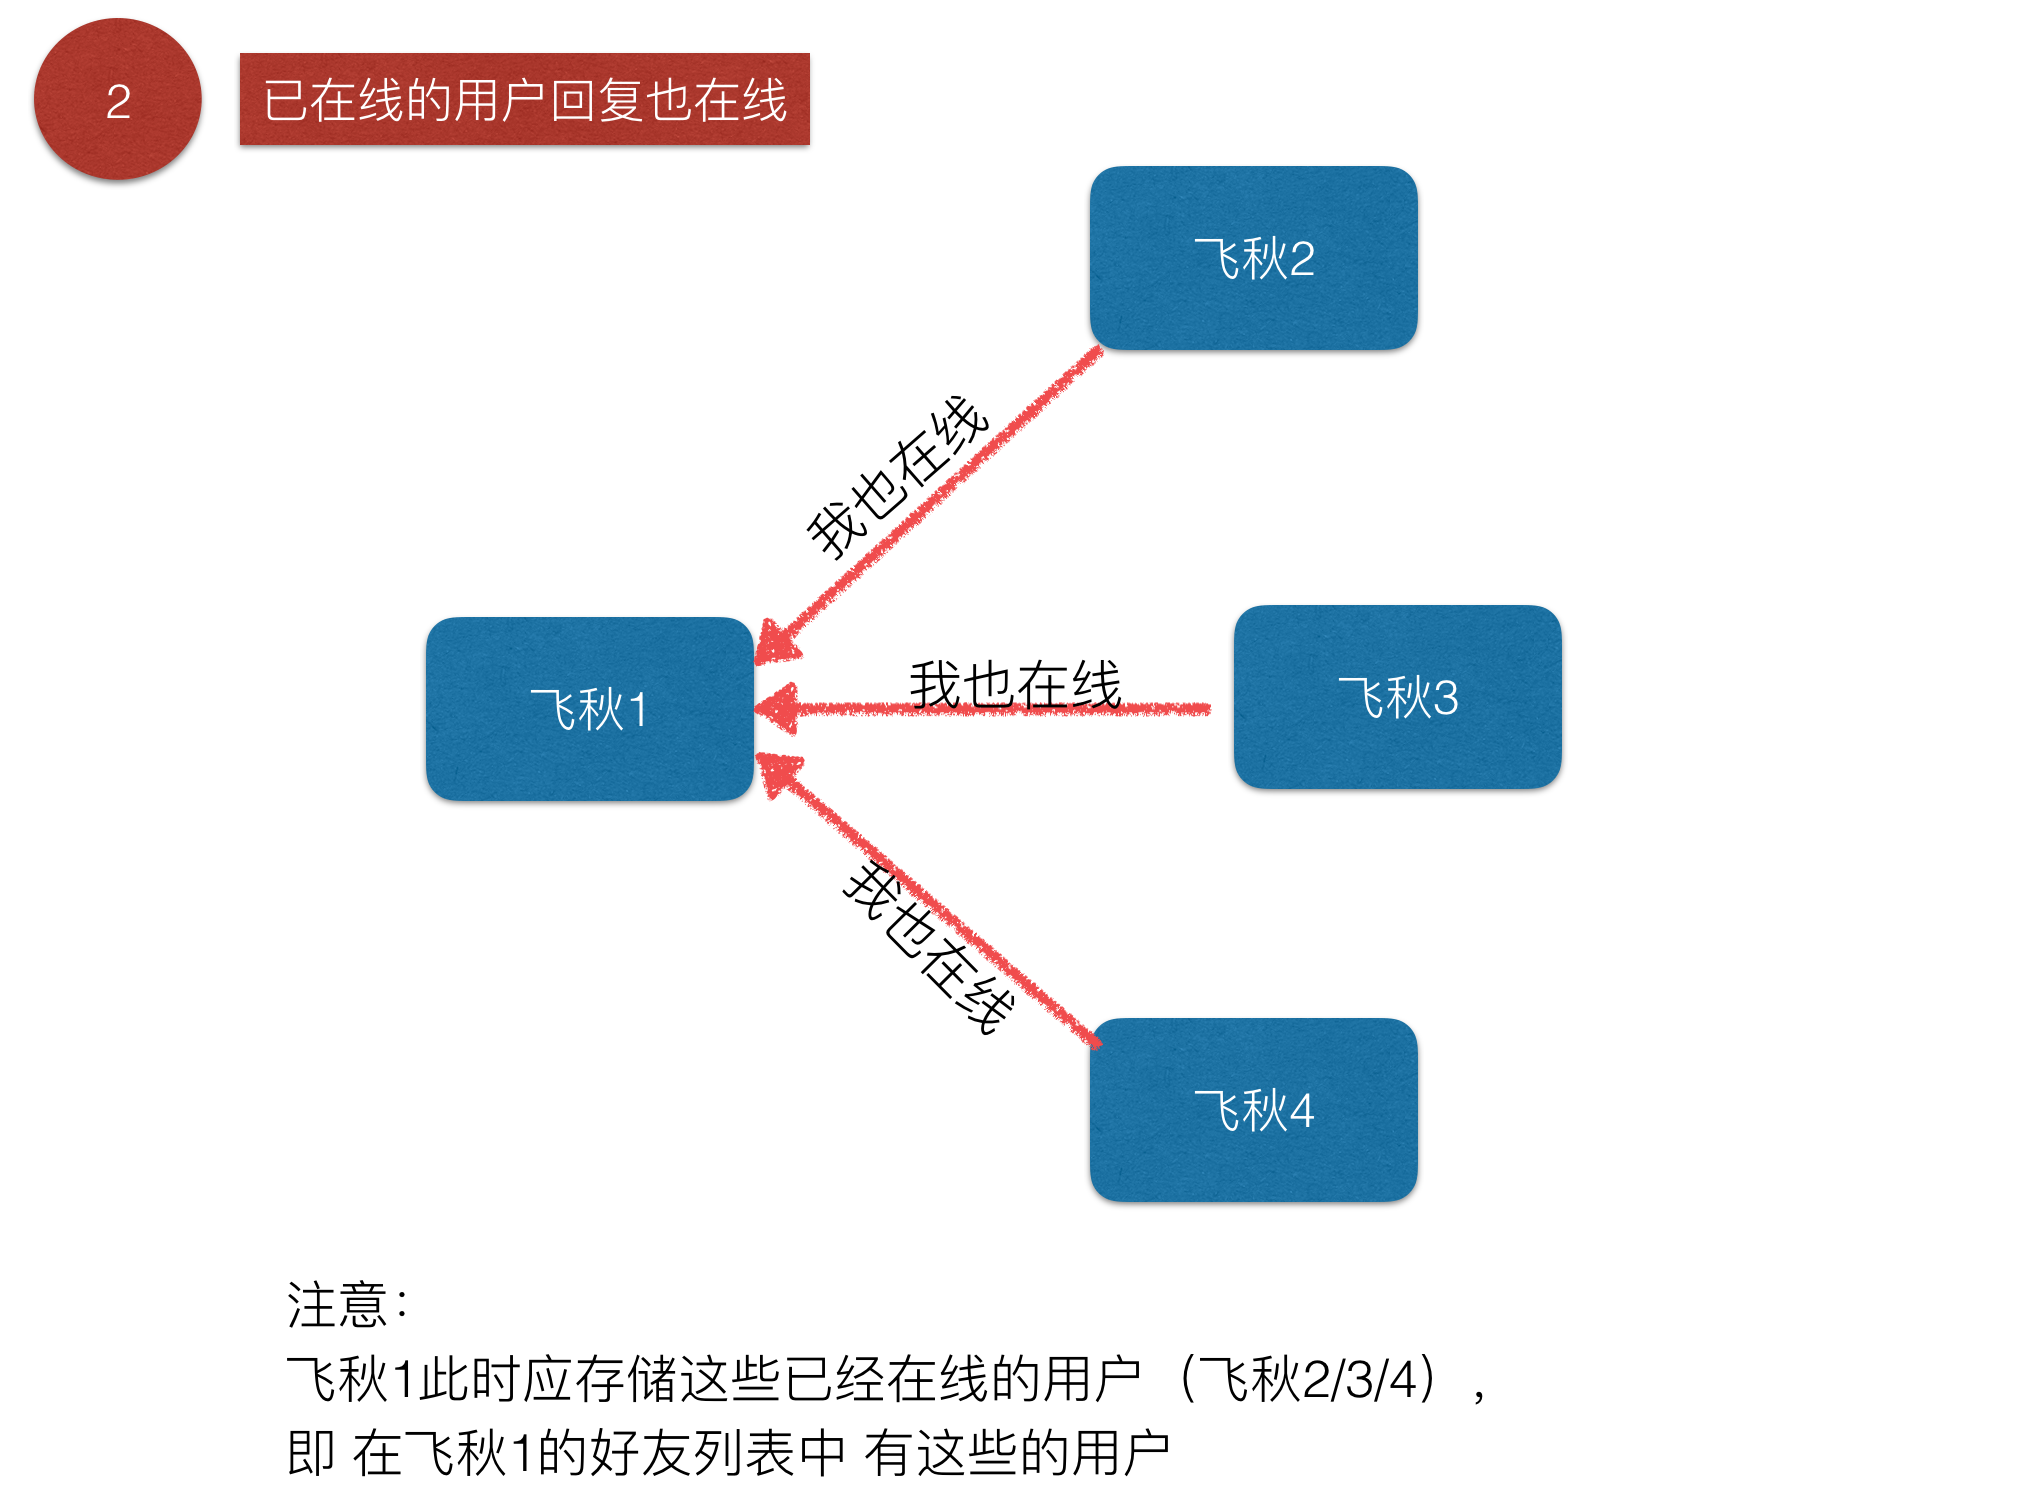 2
已在线的用户回复也在线
飞秋2
我也在线
飞秋1
我也在线
飞秋3
我也在线
飞秋4
注意：
飞秋1此时应存储这些已经在线的用户（飞秋2/3/4），
即 在飞秋1的好友列表中 有这些的用户